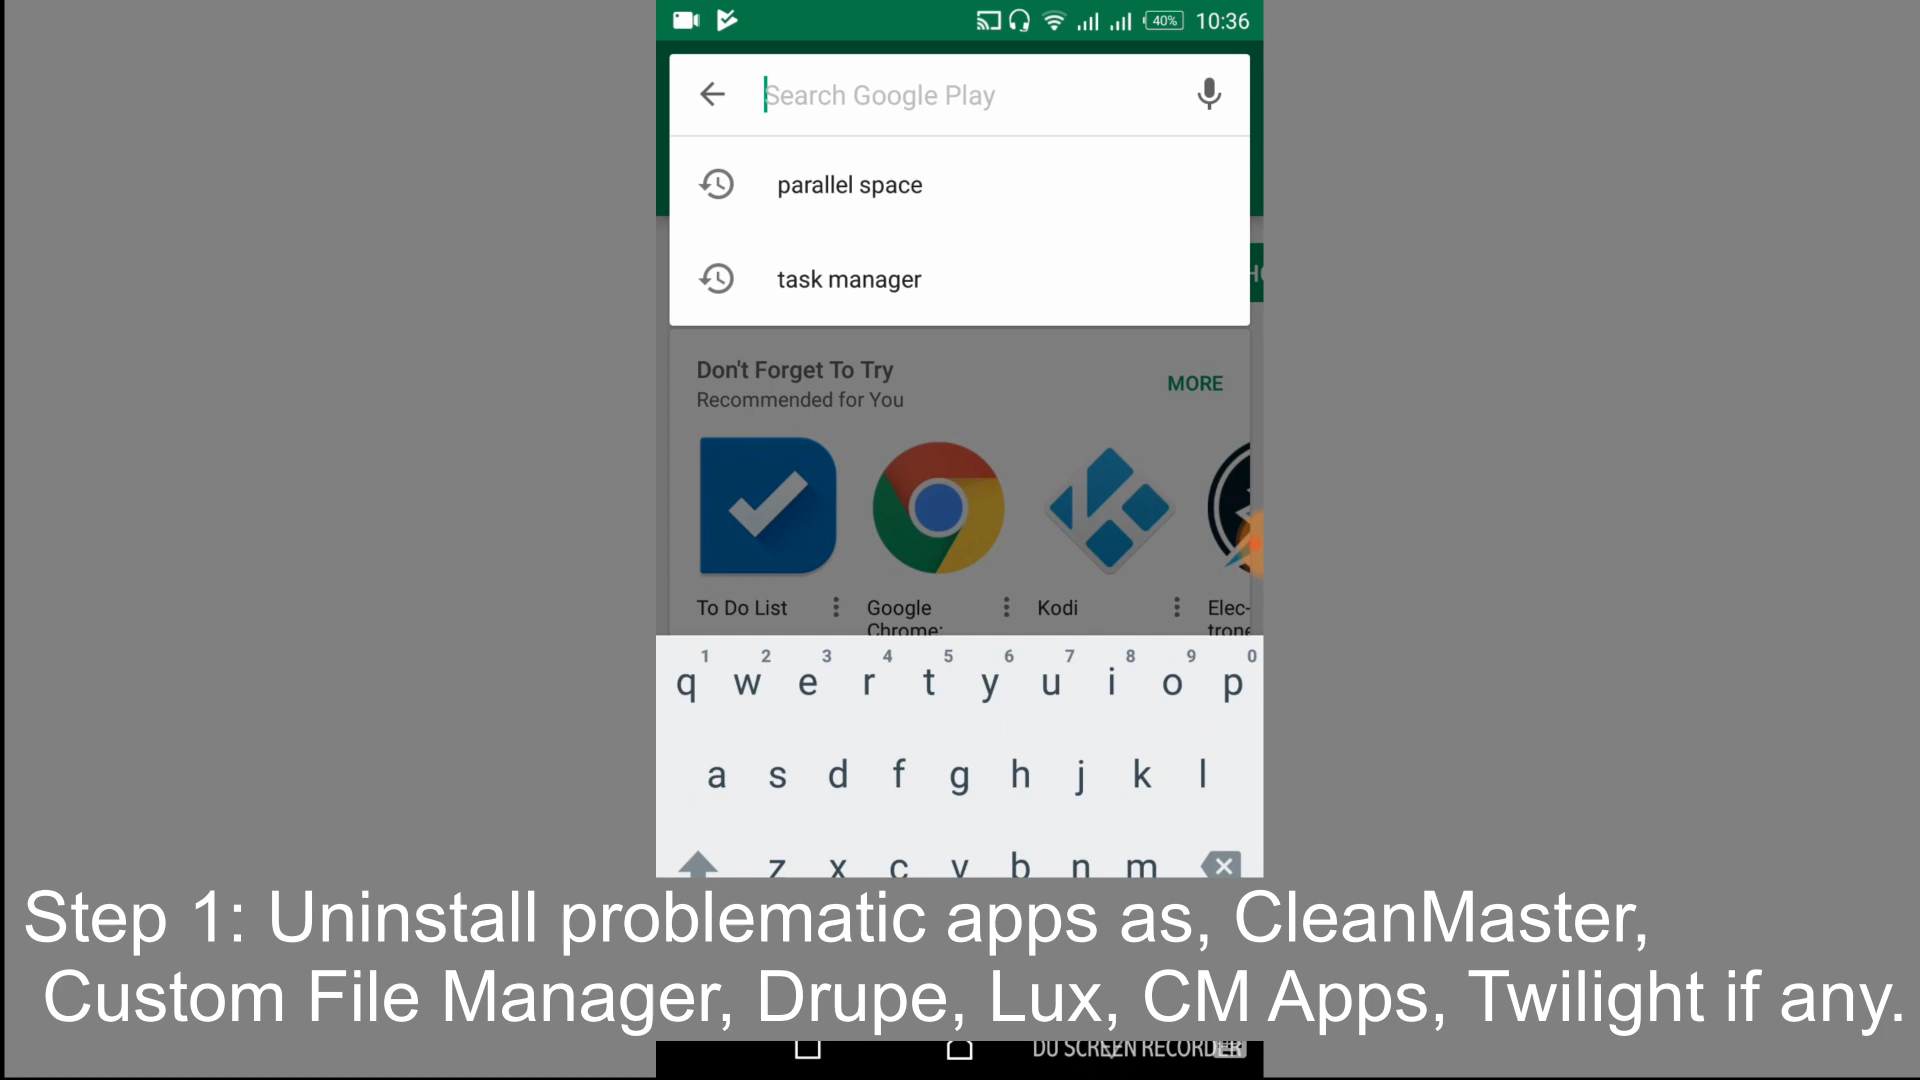 40% 10:36
Search Google Play
parallel space
task manager
Don't Forget To Try
MORE
Recommended for You
To Do List
Google
Chrome:
Kodi
Elec-
trone
1 2 3 4 5 6 7 8 9 0
q w e r t y u i o p
a s d f g h j k l
z x c v b n m
Step 1: Uninstall problematic apps as, CleanMaster,
Custom File Manager, Drupe, Lux, CM Apps, Twilight if any.
DU SCREEN RECORDER